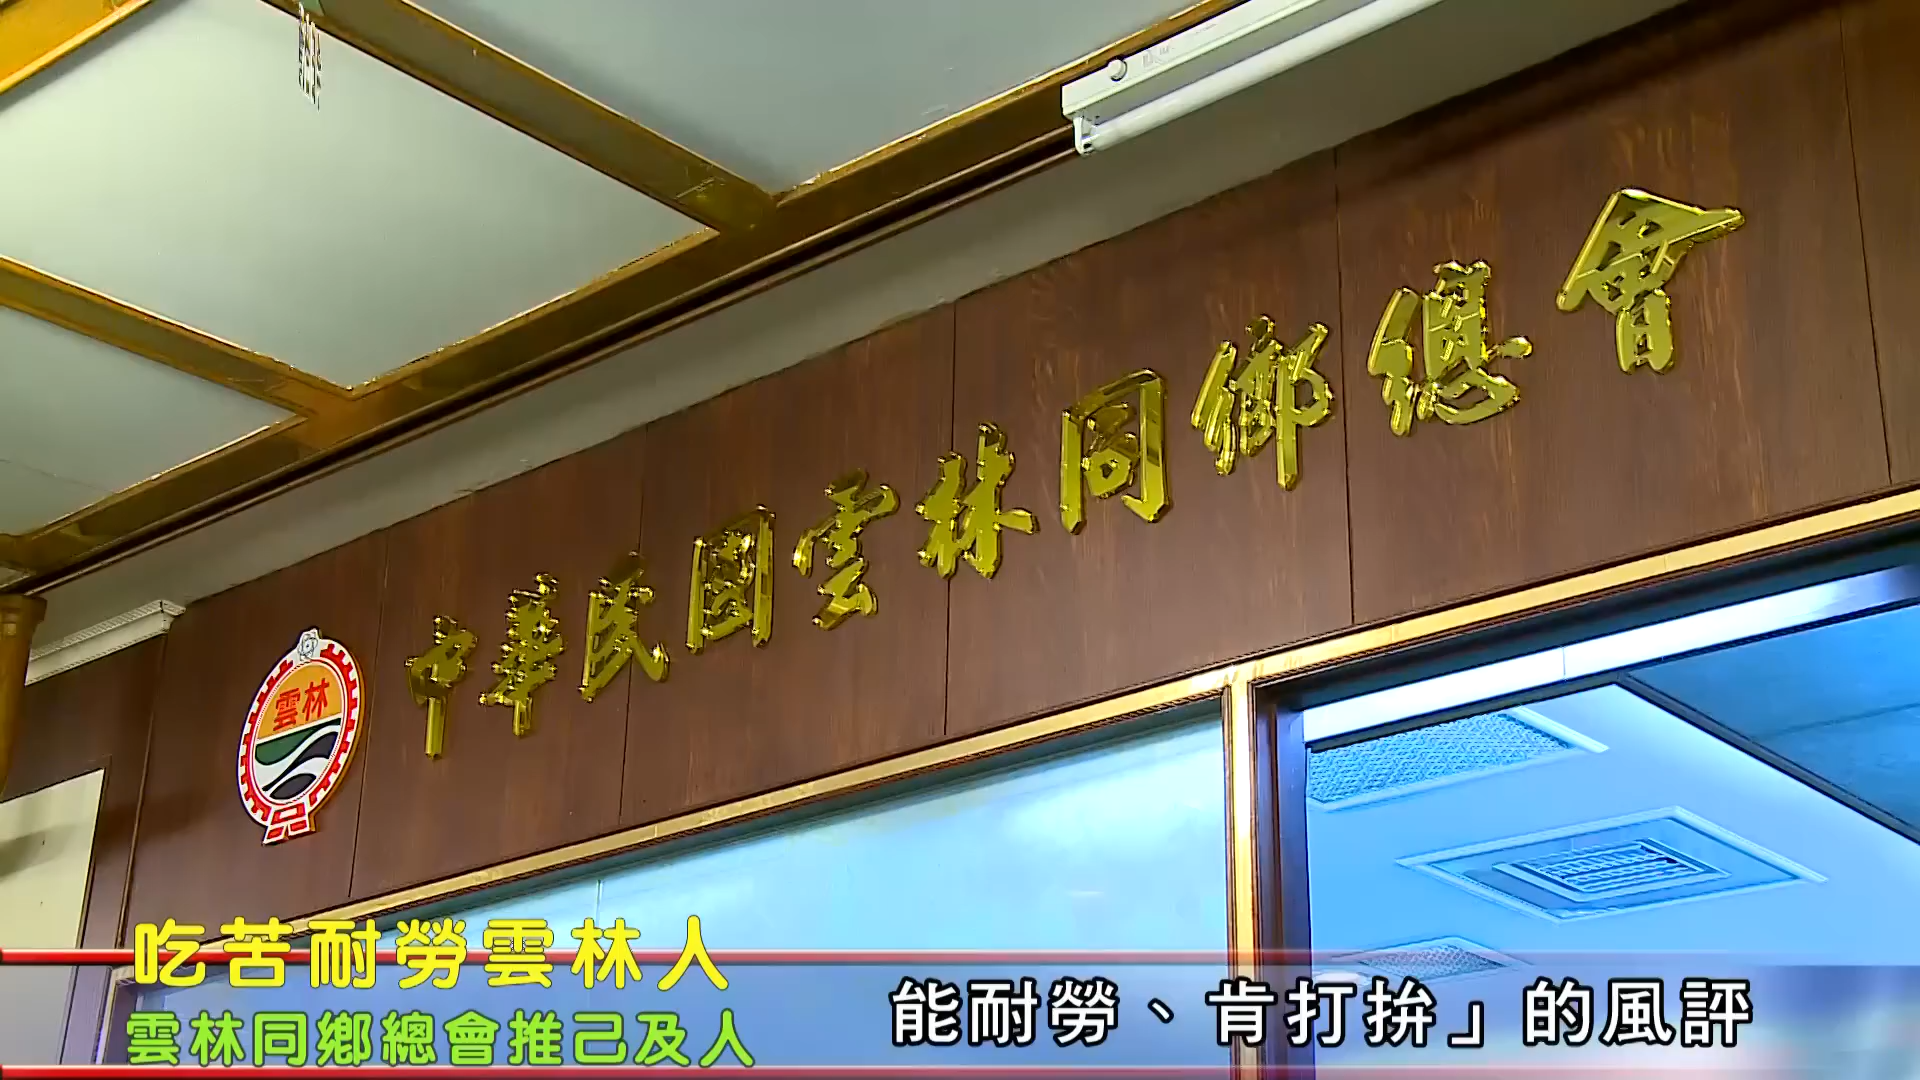 中華民國雲林同鄉總會
雲林
吃苦耐勞雲林人
雲林同鄉總會推己及人
能耐勞、肯打拚」的風評